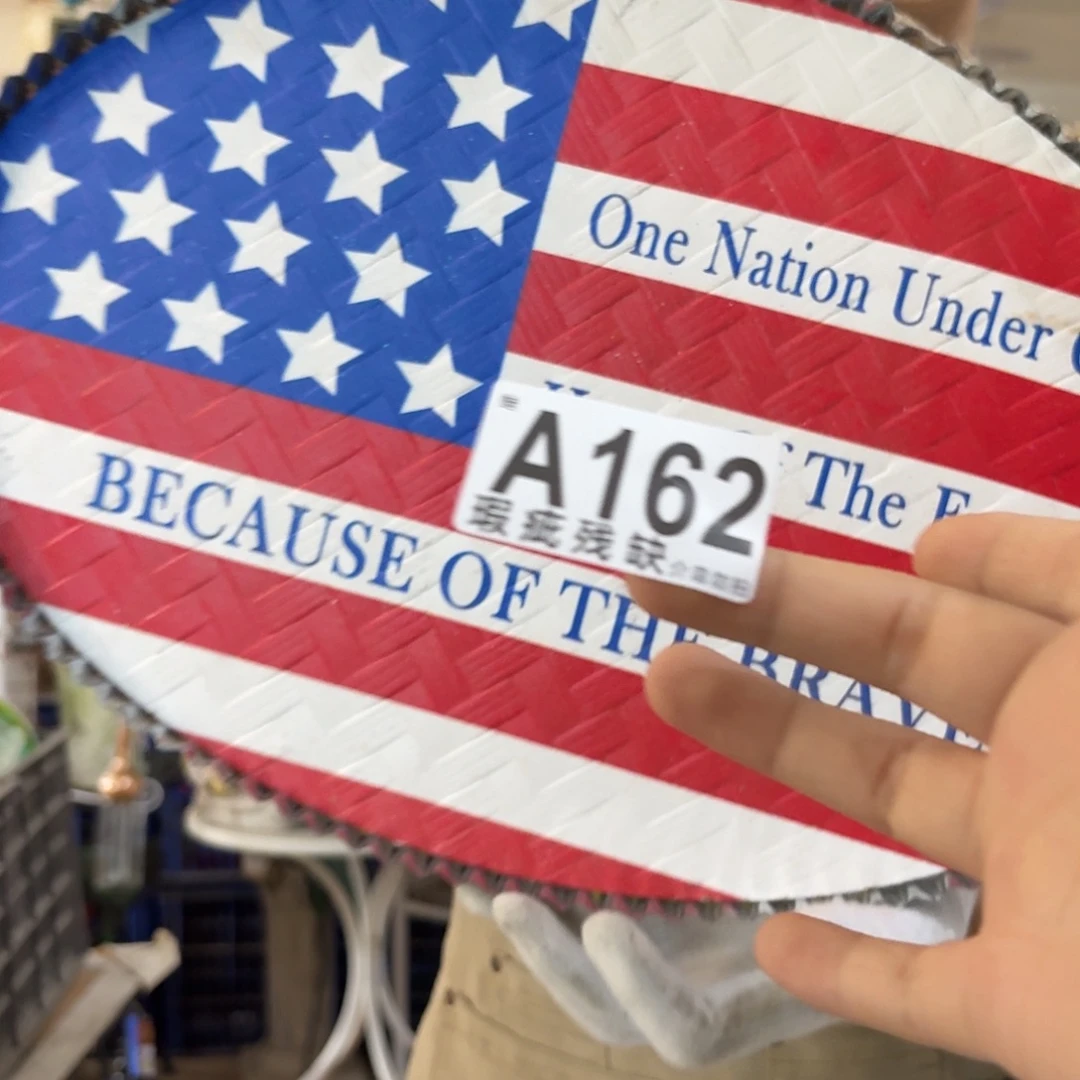 One Nation Under
The
A162
瑕疵残缺
BECAUSE OF THE BRAVE